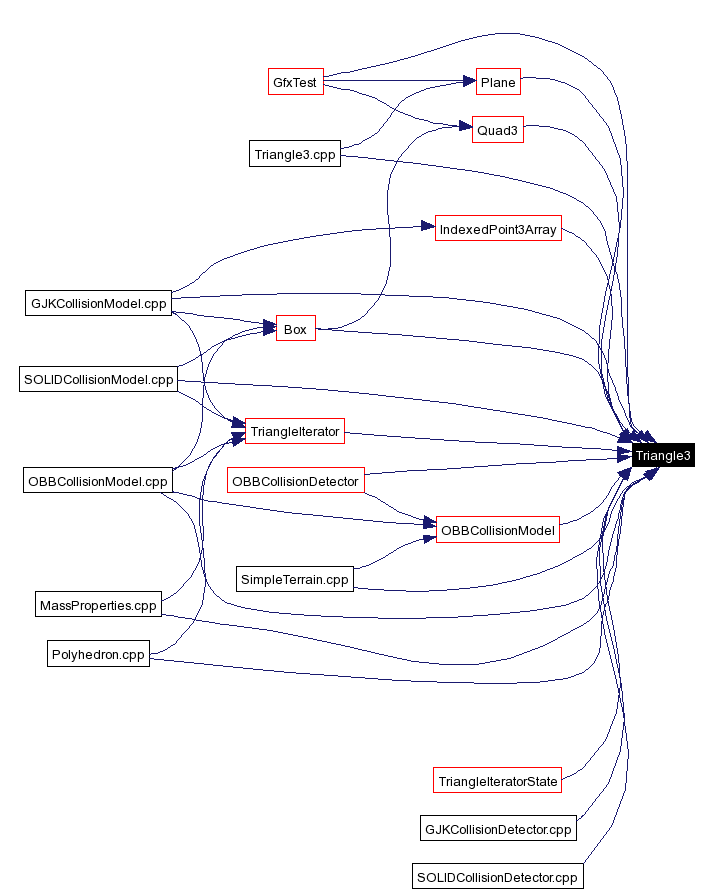 GfxTest
Plane
Quad3
Triangle3.cpp
IndexedPoint3Array
GJKCollisionModel.cpp
Box
SOLIDCollisionModel.cpp
TriangleIterator
Triangle3
OBBCollisionModel.cpp
OBBCollisionDetector
OBBCollisionModel
SimpleTerrain.cpp
MassProperties.cpp
Polyhedron.cpp
TriangleIteratorState
GJKCollisionDetector.cpp
SOLIDCollisionDetector.cpp